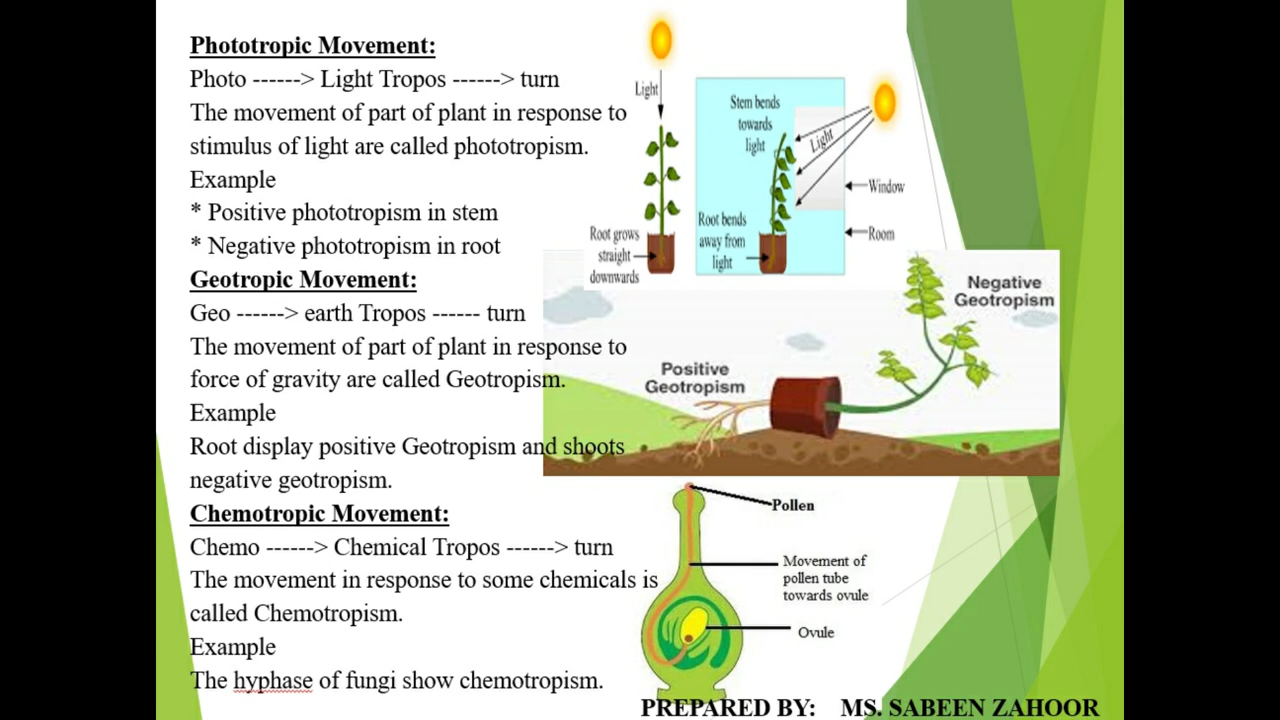 Phototropic Movement:
Photo ------> Light Tropos ------> turn
The movement of part of plant in response to
stimulus of light are called phototropism.
Example
* Positive phototropism in stem
* Negative phototropism in root
Geotropic Movement:
Geo ------> earth Tropos ------ turn
The movement of part of plant in response to
force of gravity are called Geotropism.
Example
Root display positive Geotropism and shoots
negative geotropism.
Chemotropic Movement:
Chemo ------> Chemical Tropos ------> turn
The movement in response to some chemicals is
called Chemotropism.
Example
The hyphase of fungi show chemotropism.
Light
Root grows
straight
downwards
Stem bends
towards
light
Light
Window
Room
Root bends
away from
light
Negative
Geotropism
Positive
Geotropism
Pollen
Movement of
pollen tube
towards ovule
Ovule
PREPARED BY: MS. SABEEN ZAHOOR